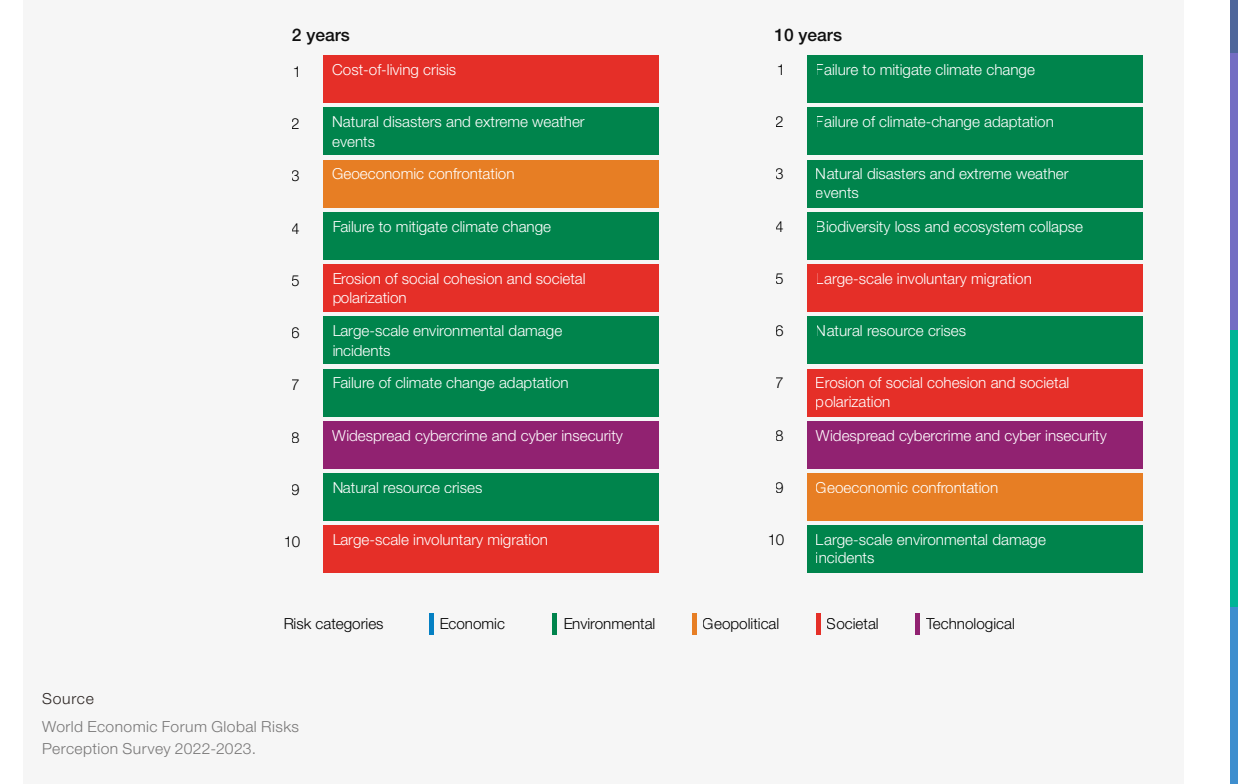 2 years
1
Cost-of-living crisis
2
Natural disasters and extreme weather
events
3
Geoeconomic confrontation
4
Failure to mitigate climate change
5
Erosion of social cohesion and societal
polarization
6
Large-scale environmental damage
incidents
7
Failure of climate change adaptation
8
Widespread cybercrime and cyber insecurity
9
Natural resource crises
10
Large-scale involuntary migration
10 years
1
Failure to mitigate climate change
2
Failure of climate-change adaptation
3
Natural disasters and extreme weather
events
4
Biodiversity loss and ecosystem collapse
5
Large-scale involuntary migration
6
Natural resource crises
7
Erosion of social cohesion and societal
polarization
8
Widespread cybercrime and cyber insecurity
9
Geoeconomic confrontation
10
Large-scale environmental damage
incidents
Risk categories
Economic
Environmental
Geopolitical
Societal
Technological
Source
World Economic Forum Global Risks
Perception Survey 2022-2023.